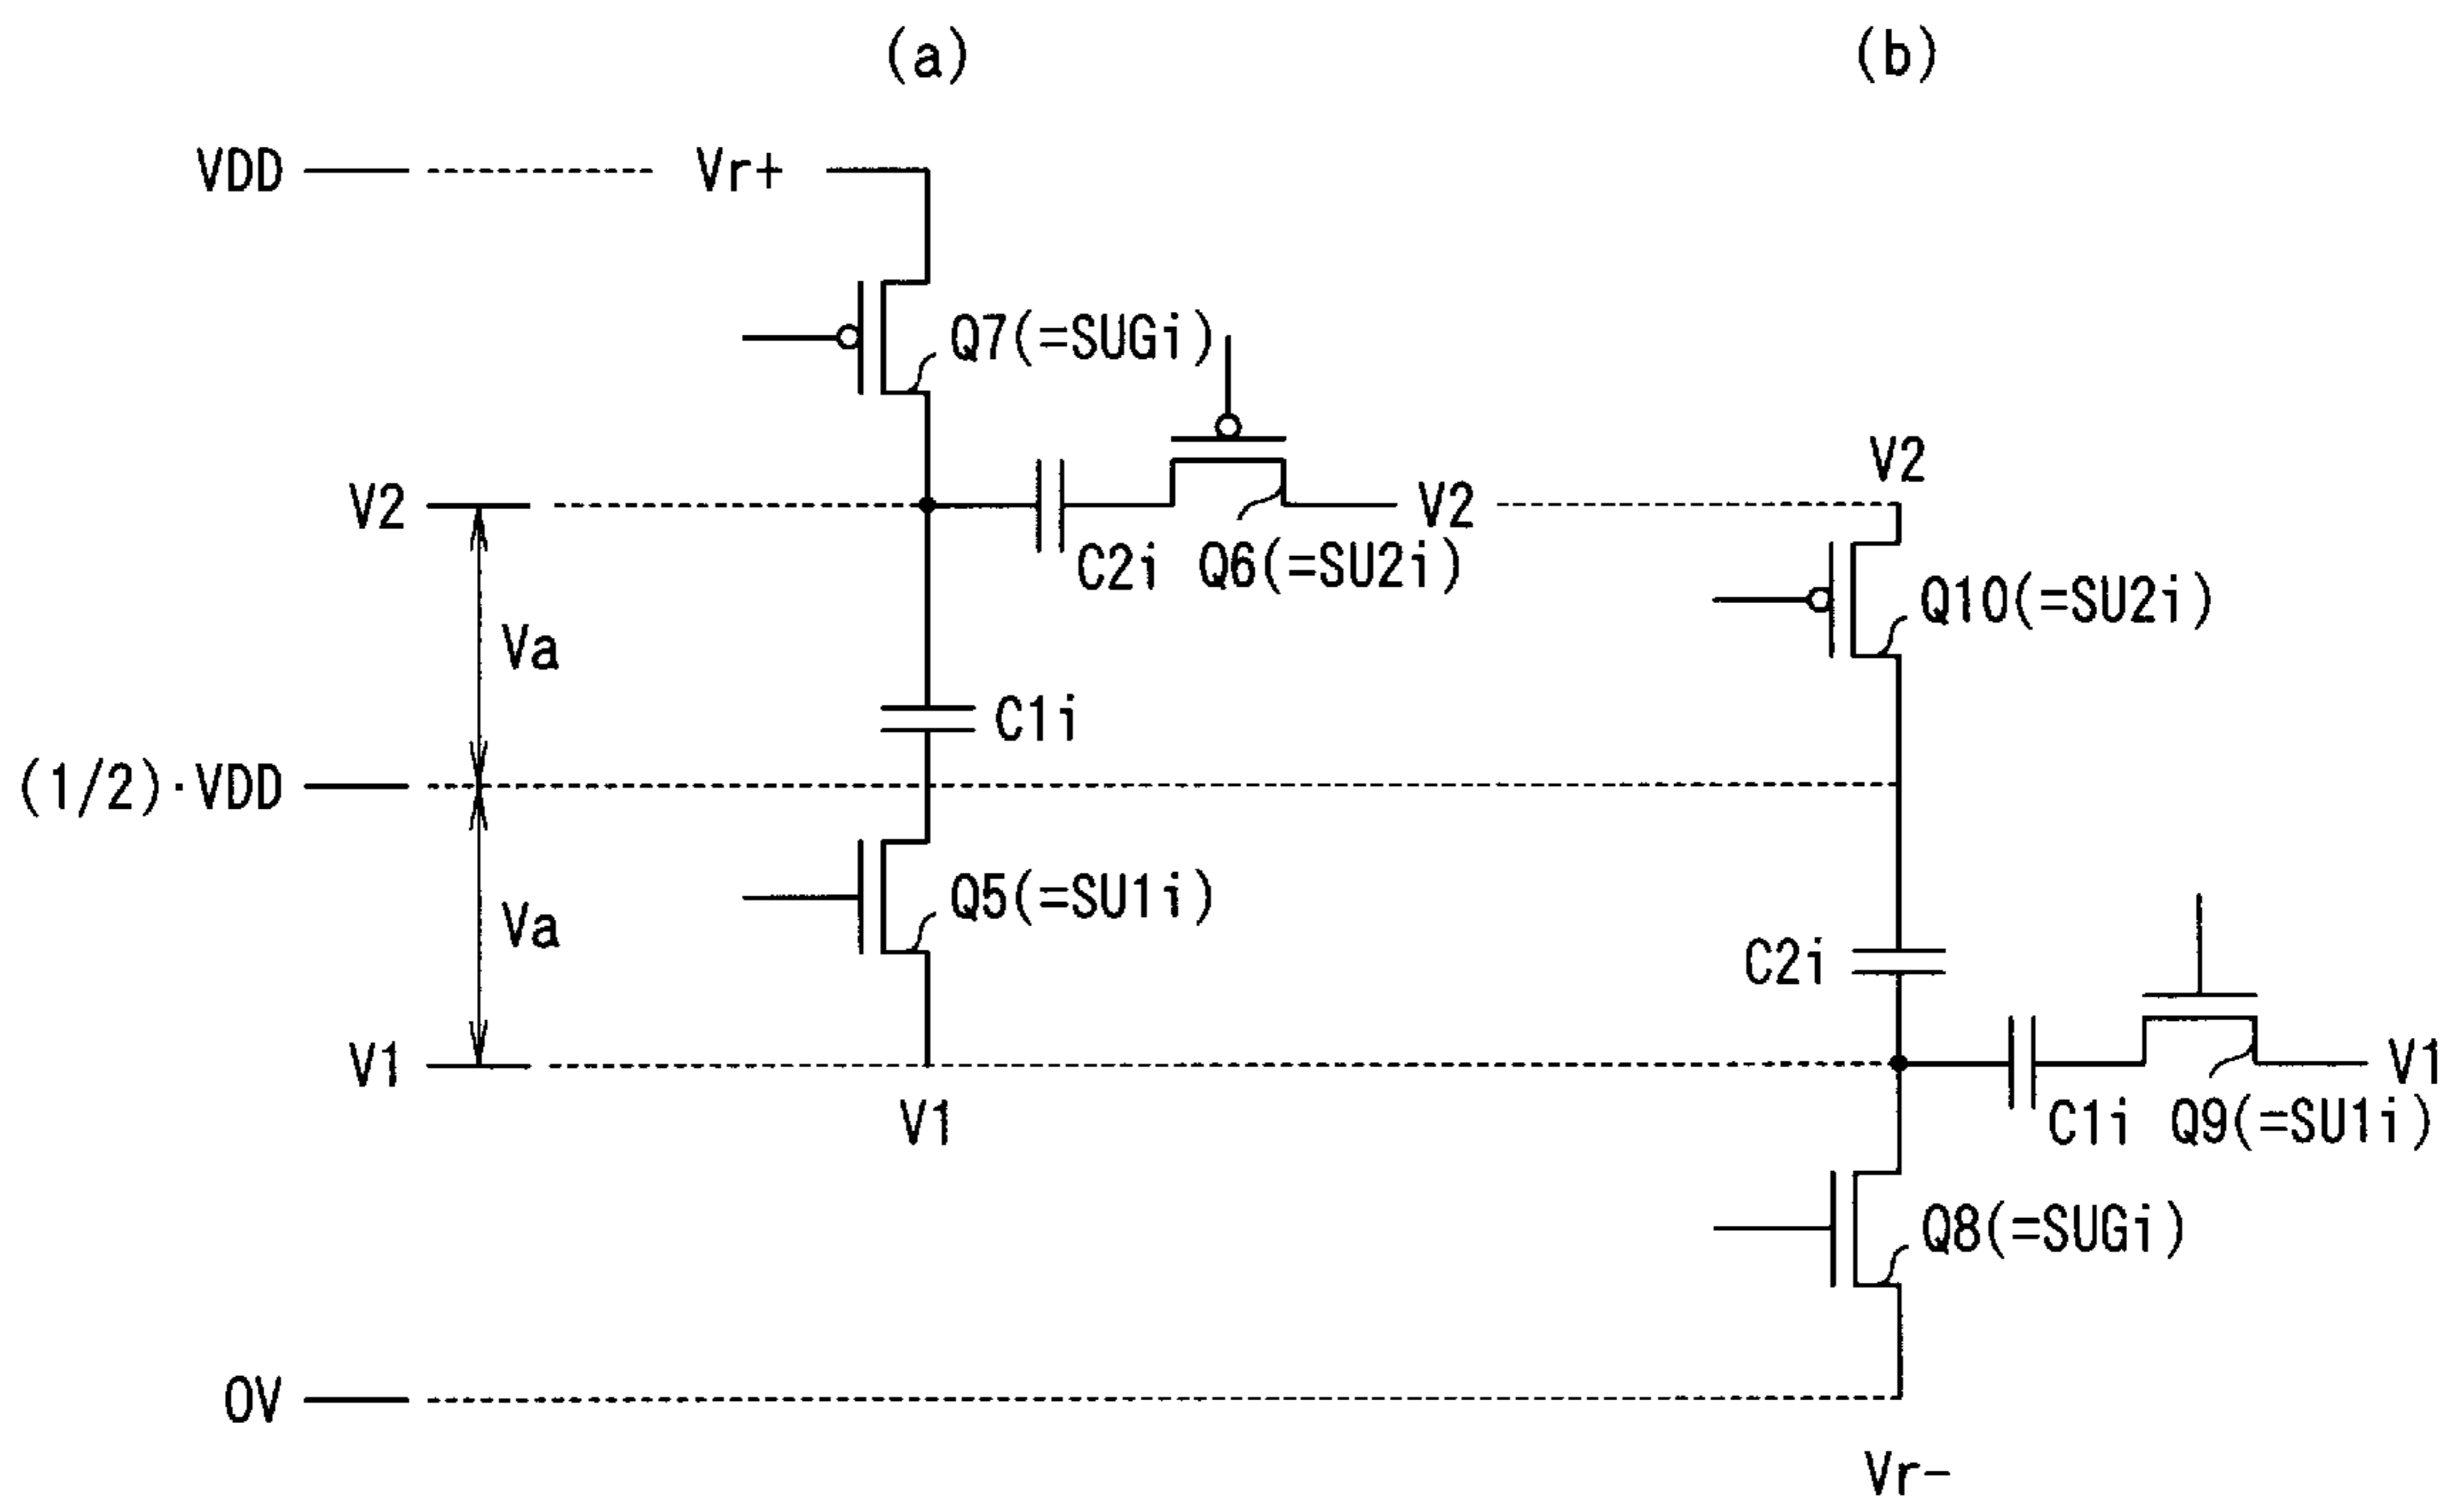 (a) (b)
VDD Vr+
Q7(=SUGi)
V2 V2 V2
C2i Q6(=SU2i)
Q10(=SU2i)
Va
C1i
(1/2)·VDD
Va Q5(=SU1i)
C2i
V1 V1
V1 C1i Q9(=SU1i)
Q8(=SUGi)
0V
Vr-